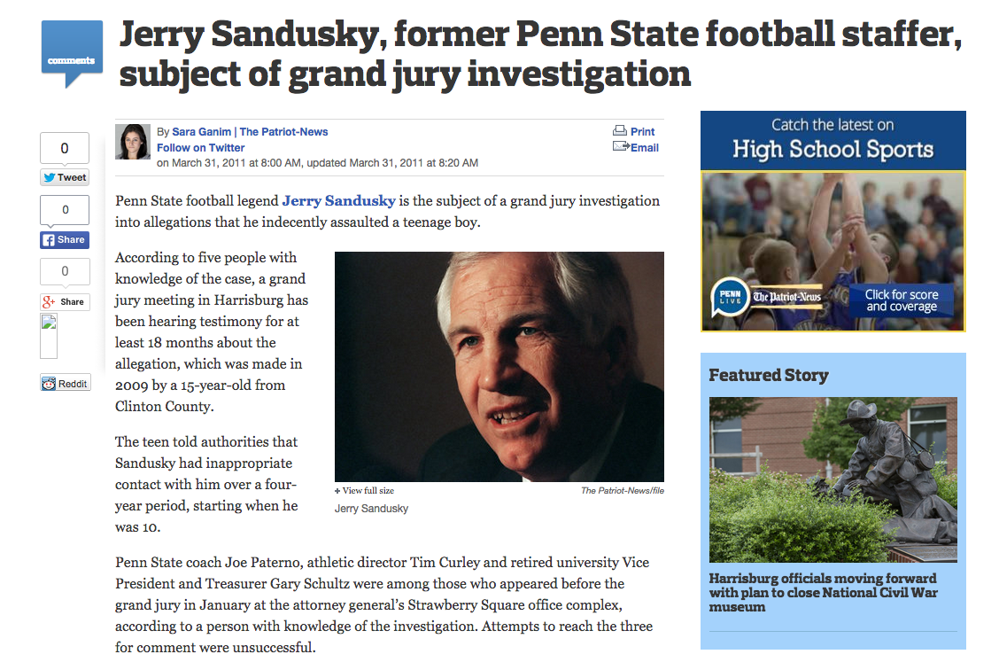 Jerry Sandusky, former Penn State football staffer,
subject of grand jury investigation
comments
By Sara Ganim | The Patriot-News
Follow on Twitter
on March 31, 2011 at 8:00 AM, updated March 31, 2011 at 8:20 AM
Print
Email
0
Tweet
0
Share
0
Share
Reddit
Penn State football legend Jerry Sandusky is the subject of a grand jury investigation
into allegations that he indecently assaulted a teenage boy.
According to five people with
knowledge of the case, a grand
jury meeting in Harrisburg has
been hearing testimony for at
least 18 months about the
allegation, which was made in
2009 by a 15-year-old from
Clinton County.
The teen told authorities that
Sandusky had inappropriate
contact with him over a four-
year period, starting when he
was 10.
+ View full size
The Patriot-News/file
Jerry Sandusky
Penn State coach Joe Paterno, athletic director Tim Curley and retired university Vice
President and Treasurer Gary Schultz were among those who appeared before the
grand jury in January at the attorney general's Strawberry Square office complex,
according to a person with knowledge of the investigation. Attempts to reach the three
for comment were unsuccessful.
Catch the latest on
High School Sports
PENN
LIVE
The Patriot-News
Click for score
and coverage
Featured Story
Harrisburg officials moving forward
with plan to close National Civil War
museum